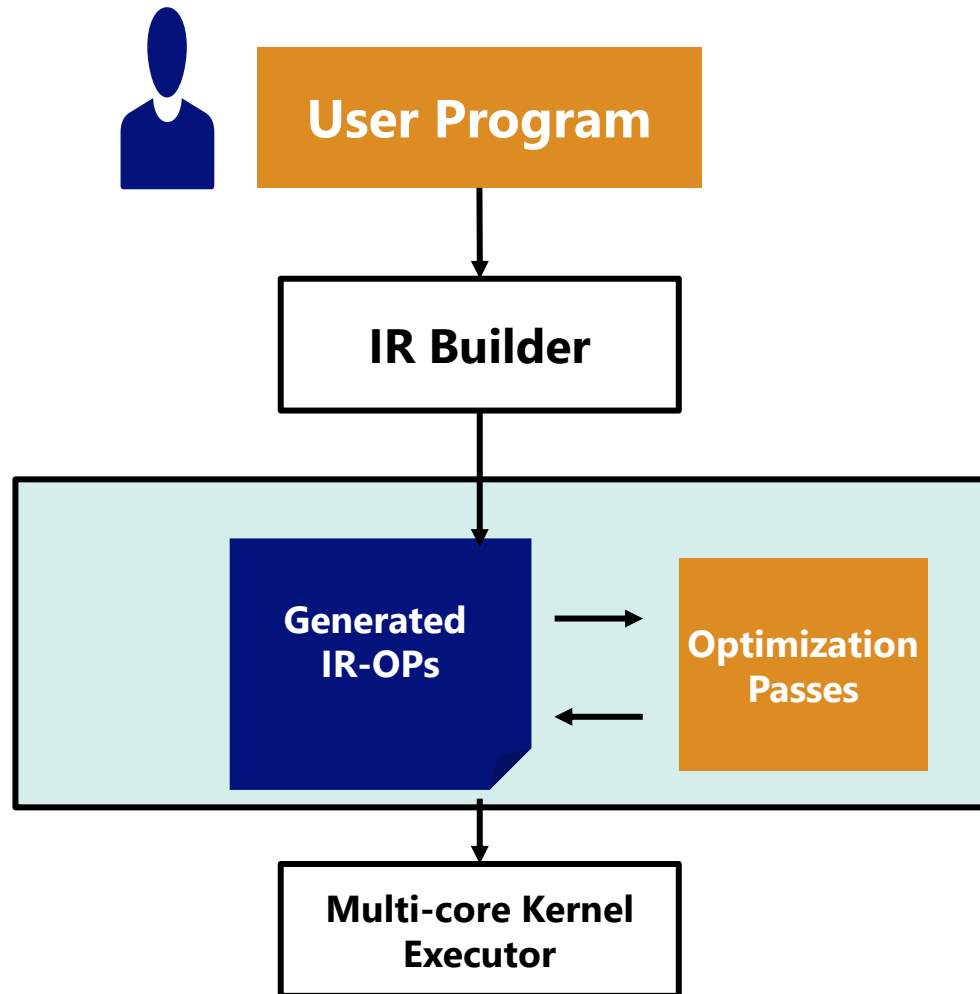 User Program
IR Builder
Generated
IR-OPs
Optimization
Passes
Multi-core Kernel
Executor